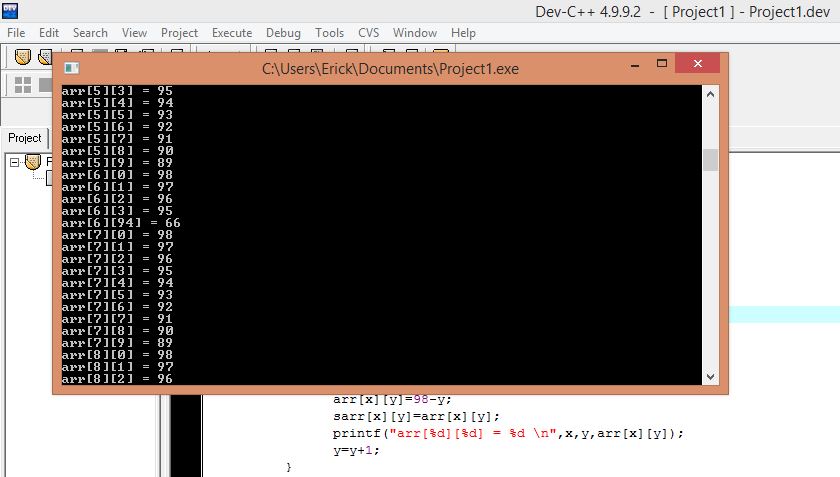 DEV
Dev-C++ 4.9.9.2 - [ Project1 ] - Project1.dev
File Edit Search View Project Execute Debug Tools CVS Window Help
C:\Users\Erick\Documents\Project1.exe
Project
arr[5][3] = 95
arr[5][4] = 94
arr[5][5] = 93
arr[5][6] = 92
arr[5][7] = 91
arr[5][8] = 90
arr[5][9] = 89
arr[6][0] = 98
arr[6][1] = 97
arr[6][2] = 96
arr[6][3] = 95
arr[6][94] = 66
arr[7][0] = 98
arr[7][1] = 97
arr[7][2] = 96
arr[7][3] = 95
arr[7][4] = 94
arr[7][5] = 93
arr[7][6] = 92
arr[7][7] = 91
arr[7][8] = 90
arr[7][9] = 89
arr[8][0] = 98
arr[8][1] = 97
arr[8][2] = 96
arr[x][y]=98-y;
sarr[x][y]=arr[x][y];
printf("arr[%d][%d] = %d \n",x,y,arr[x][y]);
y=y+1;
}